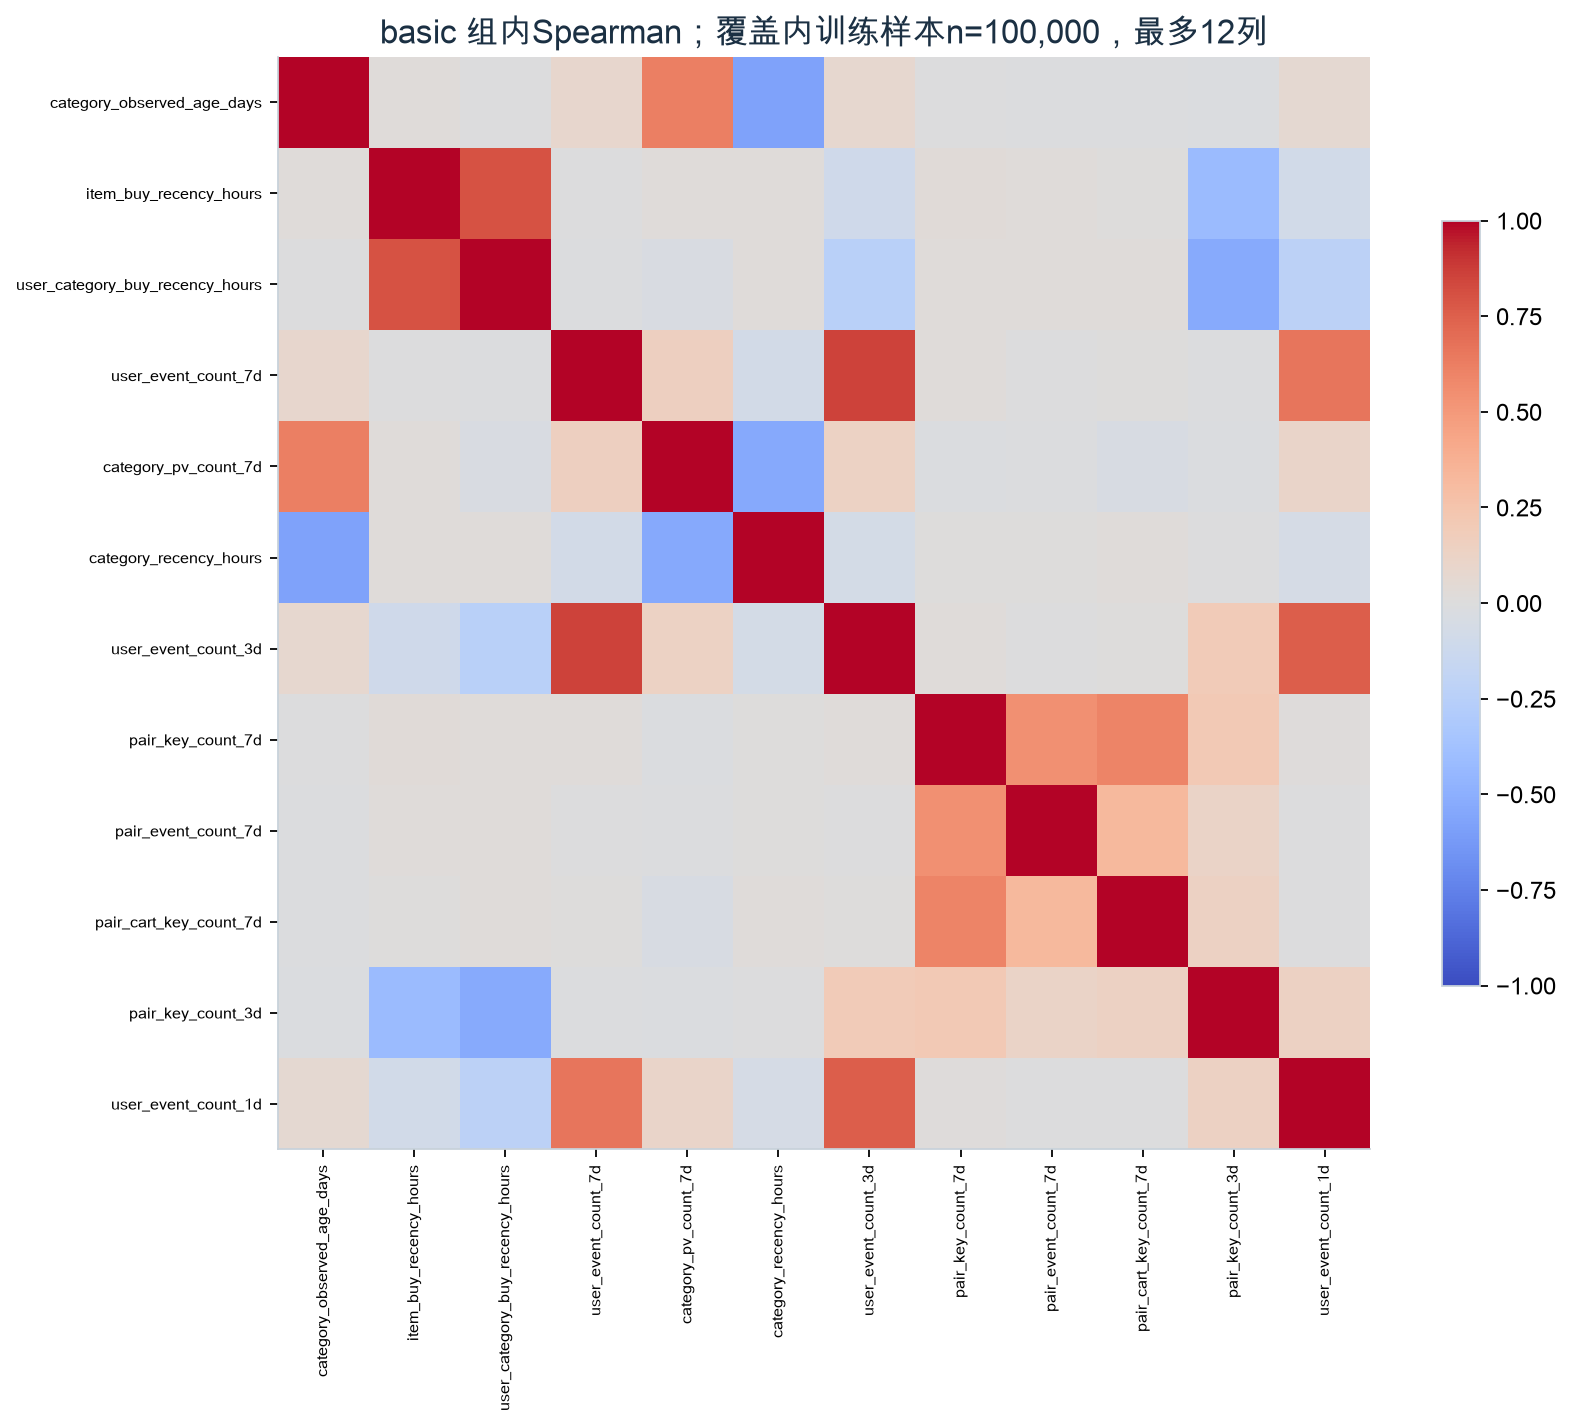 basic 组内Spearman；覆盖内训练样本n=100,000，最多12列
category_observed_age_days
item_buy_recency_hours
user_category_buy_recency_hours
user_event_count_7d
category_pv_count_7d
category_recency_hours
user_event_count_3d
pair_key_count_7d
pair_event_count_7d
pair_cart_key_count_7d
pair_key_count_3d
user_event_count_1d
category_observed_age_days
item_buy_recency_hours
user_category_buy_recency_hours
user_event_count_7d
category_pv_count_7d
category_recency_hours
user_event_count_3d
pair_key_count_7d
pair_event_count_7d
pair_cart_key_count_7d
pair_key_count_3d
user_event_count_1d
1.00
0.75
0.50
0.25
0.00
−0.25
−0.50
−0.75
−1.00